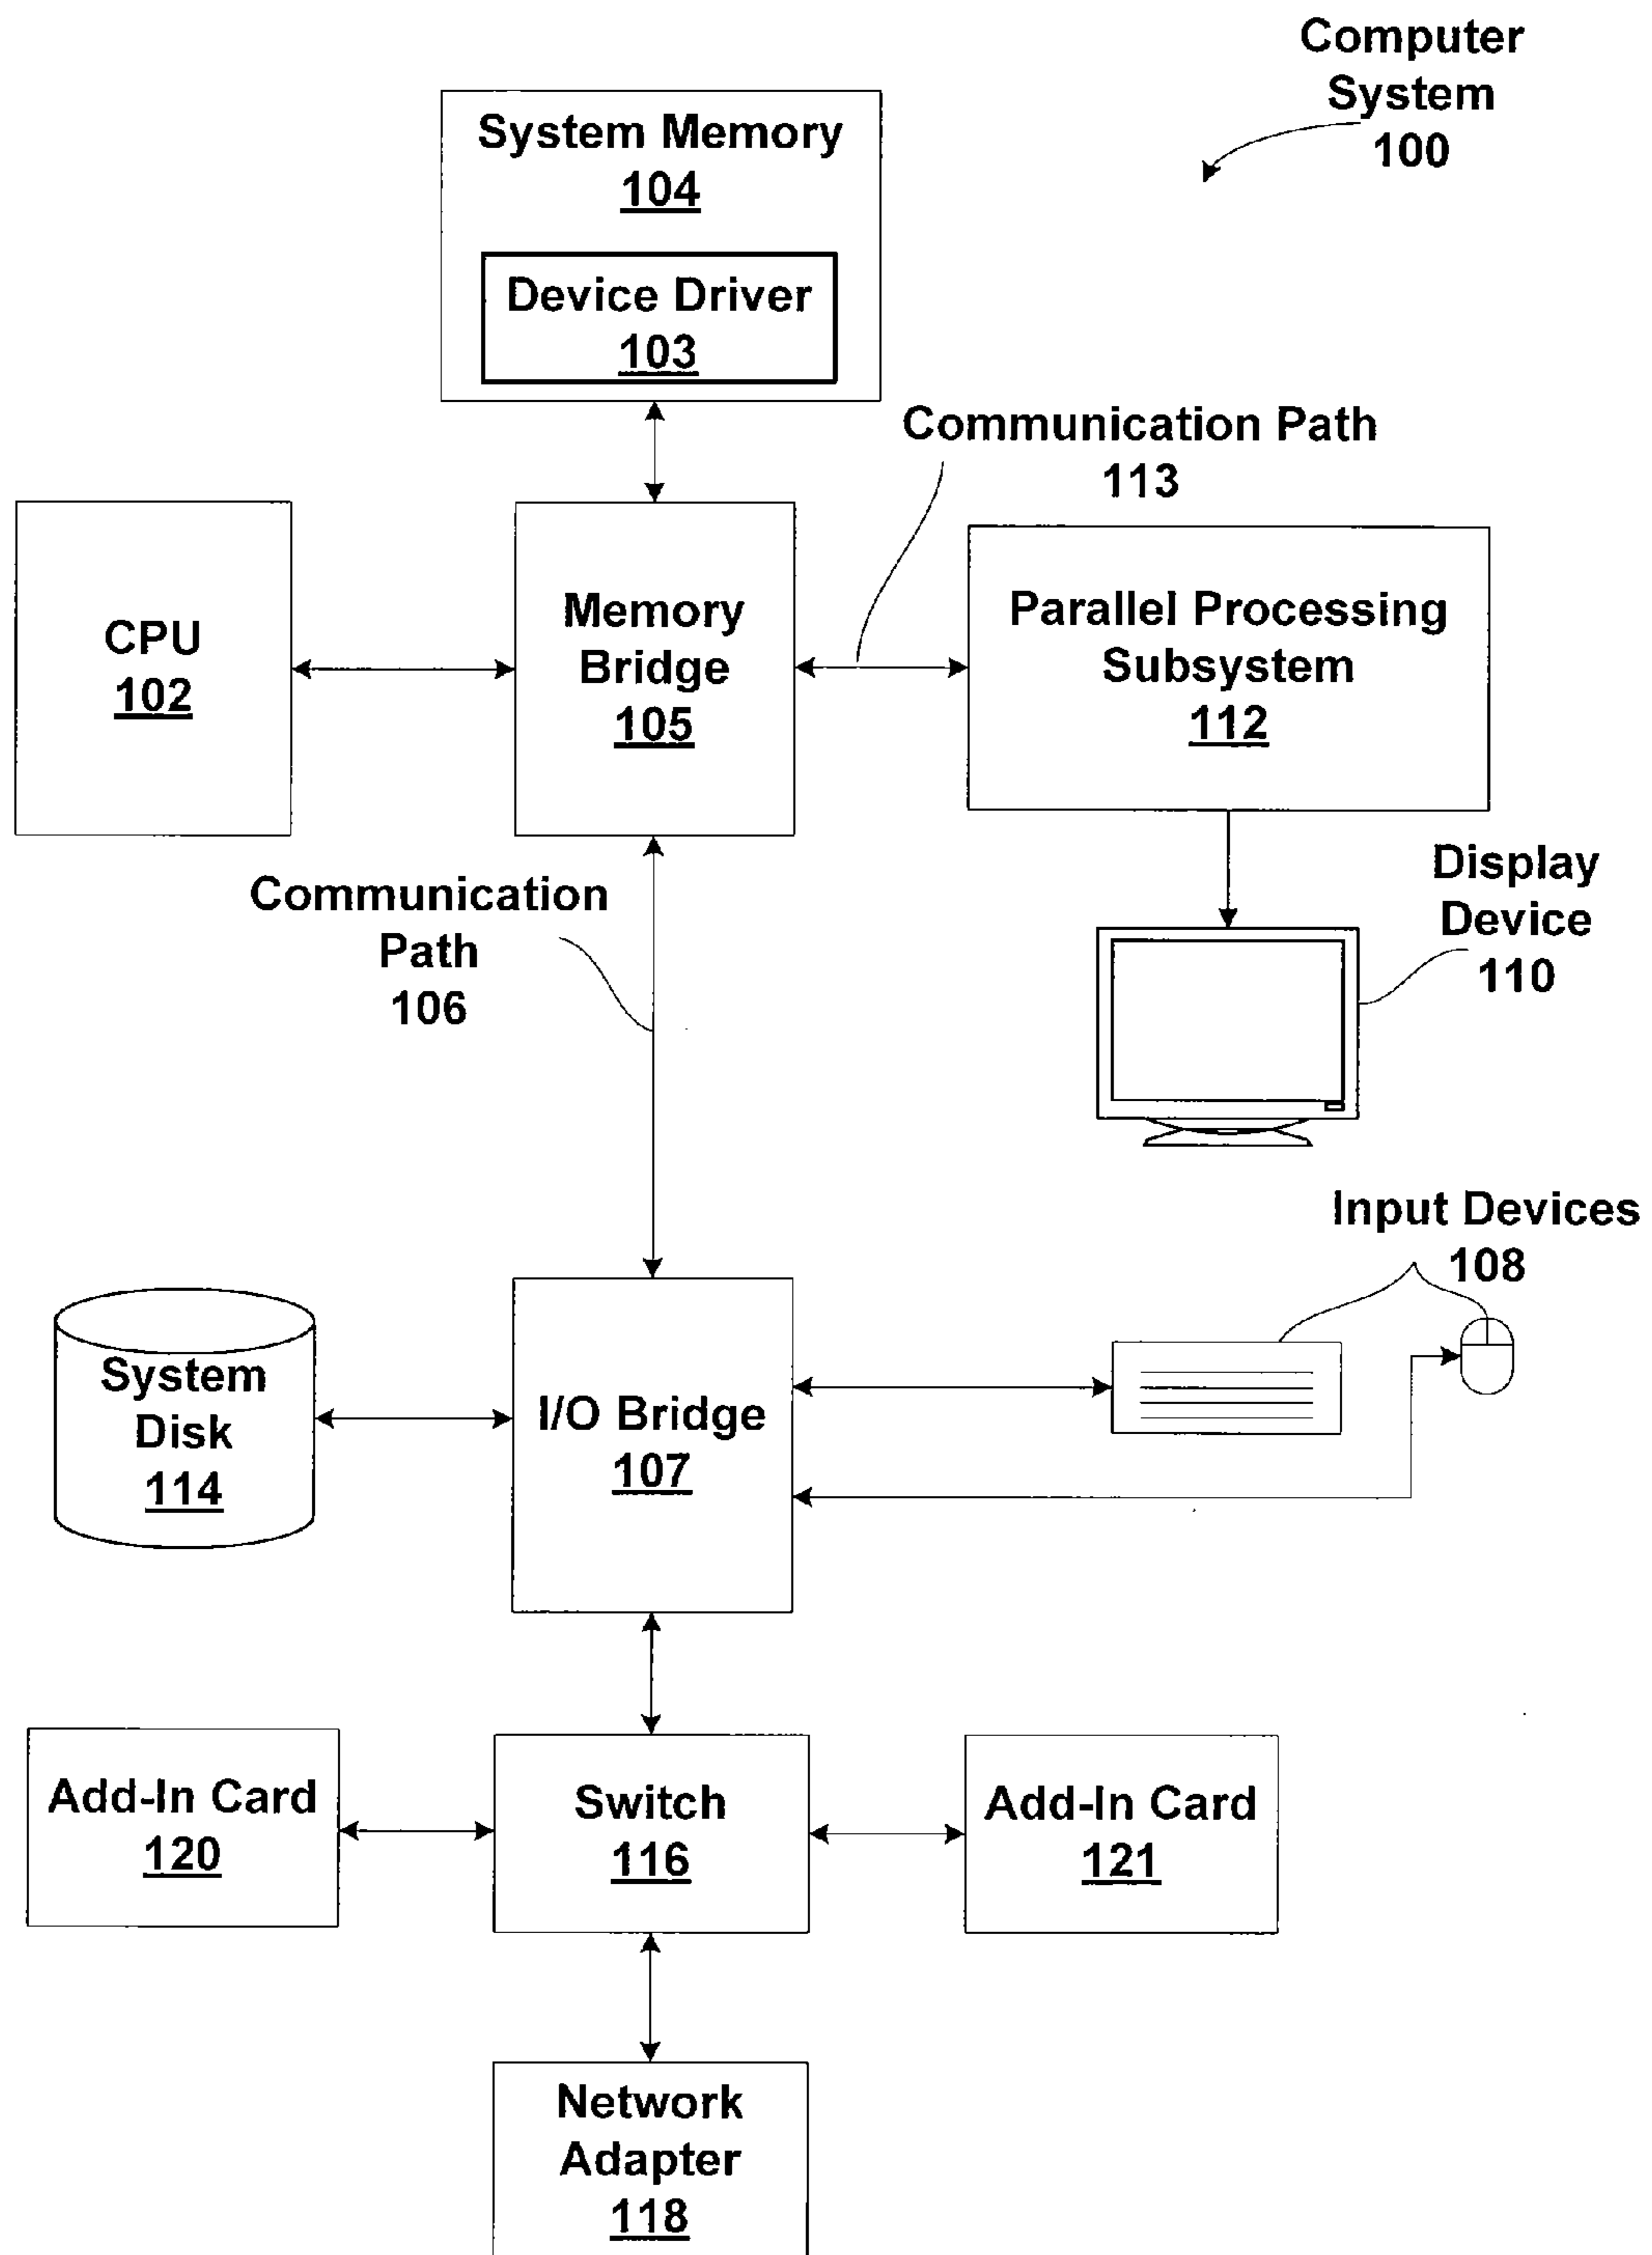 Computer
System
100
System Memory
104
Device Driver
103
Communication Path
113
CPU
102
Memory
Bridge
105
Parallel Processing
Subsystem
112
Communication
Path
106
Display
Device
110
Input Devices
108
System
Disk
114
I/O Bridge
107
Add-In Card
120
Switch
116
Add-In Card
121
Network
Adapter
118